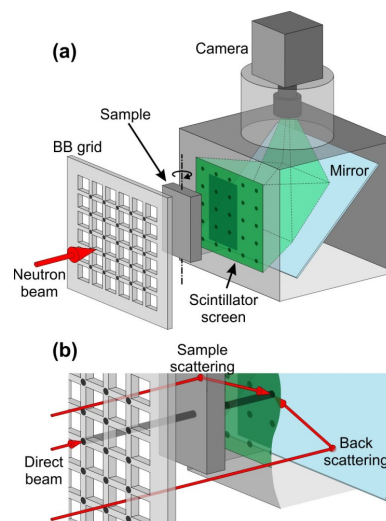 (a)
Camera
Sample
BB grid
Mirror
Neutron
beam
Scintillator
screen
(b)
Sample
scattering
Direct
beam
Back
scattering